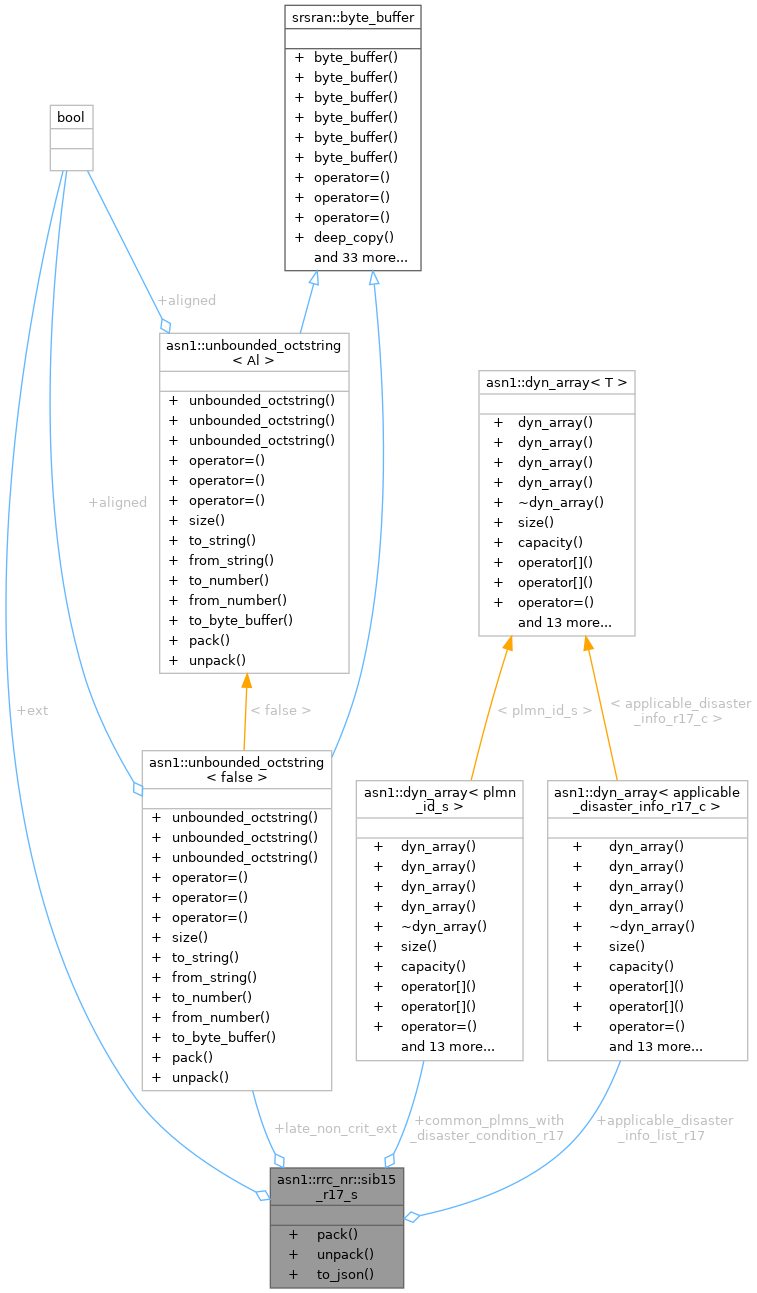 srsran::byte_buffer
+ byte_buffer()
+ byte_buffer()
+ byte_buffer()
+ byte_buffer()
+ byte_buffer()
+ byte_buffer()
+ operator=()
+ operator=()
+ operator=()
+ deep_copy()
and 33 more...
bool
+aligned
asn1::unbounded_octstring
< Al >
+ unbounded_octstring()
+ unbounded_octstring()
+ unbounded_octstring()
+ operator=()
+ operator=()
+ operator=()
+ size()
+ to_string()
+ from_string()
+ to_number()
+ from_number()
+ to_byte_buffer()
+ pack()
+ unpack()
asn1::dyn_array< T >
+ dyn_array()
+ dyn_array()
+ dyn_array()
+ dyn_array()
+ ~dyn_array()
+ size()
+ capacity()
+ operator[]()
+ operator[]()
+ operator=()
and 13 more...
+aligned
+ext
< false >
< plmn_id_s >
< applicable_disaster
_info_r17_c >
asn1::unbounded_octstring
< false >
+ unbounded_octstring()
+ unbounded_octstring()
+ unbounded_octstring()
+ operator=()
+ operator=()
+ operator=()
+ size()
+ to_string()
+ from_string()
+ to_number()
+ from_number()
+ to_byte_buffer()
+ pack()
+ unpack()
asn1::dyn_array< plmn
_id_s >
+ dyn_array()
+ dyn_array()
+ dyn_array()
+ dyn_array()
+ ~dyn_array()
+ size()
+ capacity()
+ operator[]()
+ operator[]()
+ operator=()
and 13 more...
asn1::dyn_array< applicable
_disaster_info_r17_c >
+ dyn_array()
+ dyn_array()
+ dyn_array()
+ dyn_array()
+ ~dyn_array()
+ size()
+ capacity()
+ operator[]()
+ operator[]()
+ operator=()
and 13 more...
+late_non_crit_ext
+common_plmns_with
_disaster_condition_r17
+applicable_disaster
_info_list_r17
asn1::rrc_nr::sib15
_r17_s
+ pack()
+ unpack()
+ to_json()